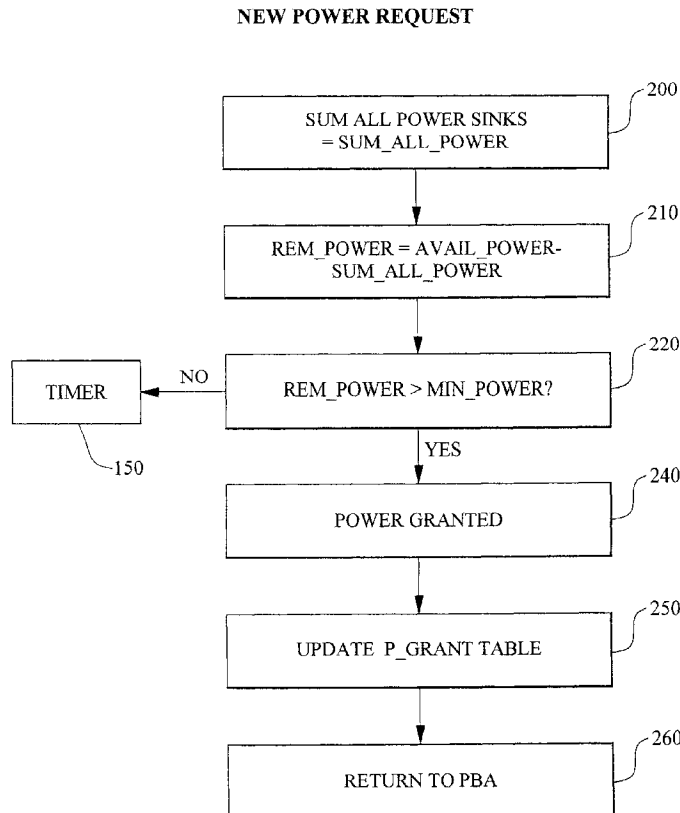 NEW POWER REQUEST
200
SUM ALL POWER SINKS
= SUM_ALL_POWER
210
REM_POWER = AVAIL_POWER-
SUM_ALL_POWER
220
REM_POWER > MIN_POWER?
NO
TIMER
150
YES
240
POWER GRANTED
250
UPDATE P_GRANT TABLE
260
RETURN TO PBA